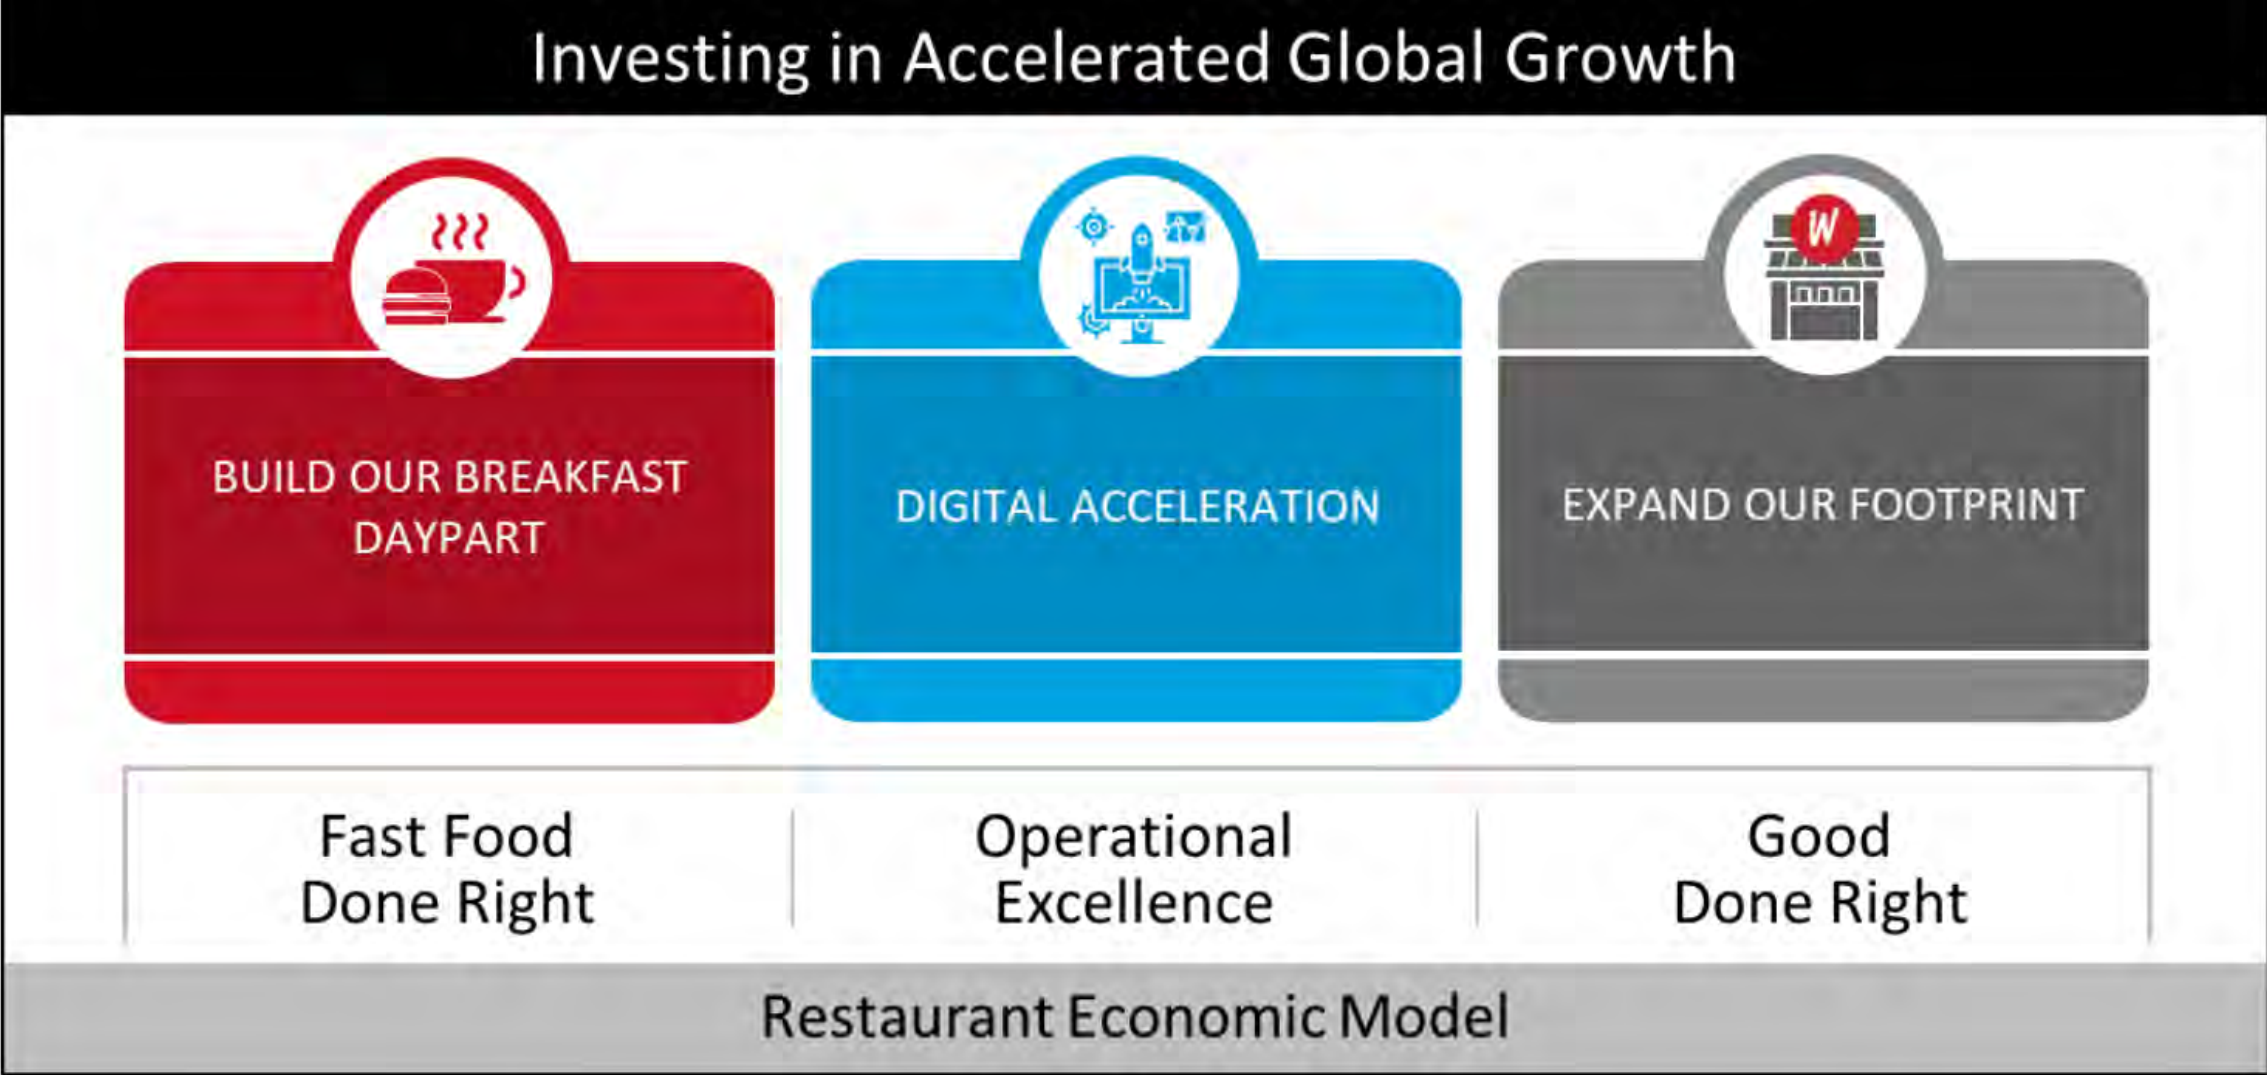 Investing in Accelerated Global Growth
W
BUILD OUR BREAKFAST
DAYPART
DIGITAL ACCELERATION
EXPAND OUR FOOTPRINT
Fast Food
Done Right
Operational
Excellence
Good
Done Right
Restaurant Economic Model